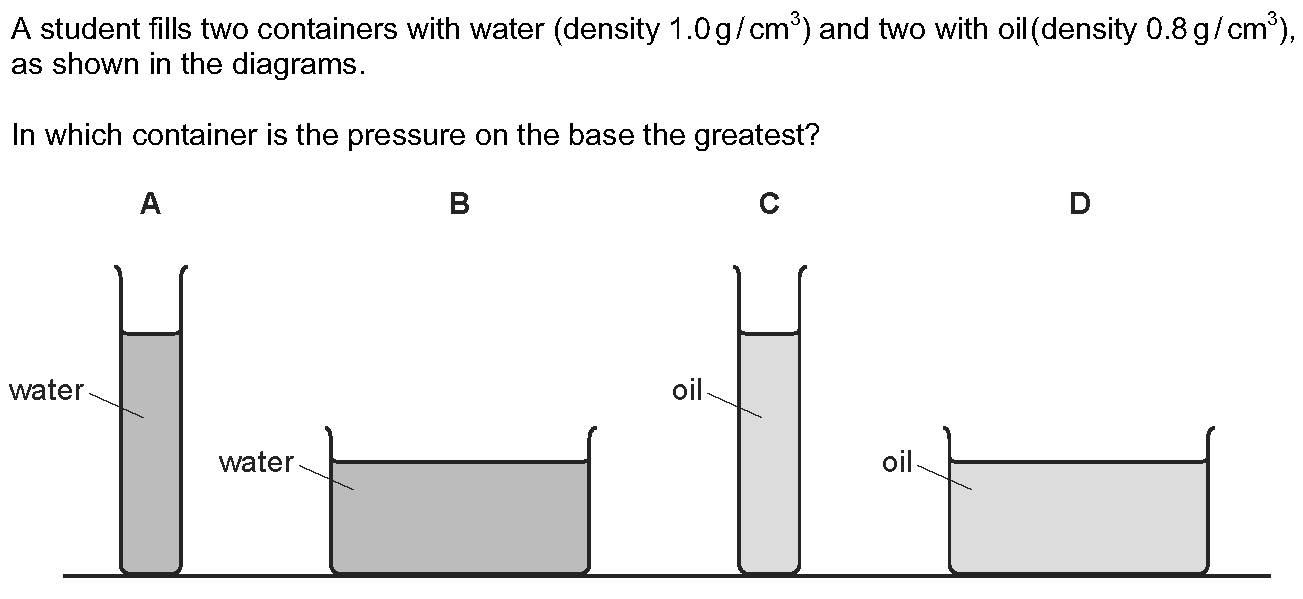 A student fills two containers with water (density 1.0 g / cm³) and two with oil(density 0.8 g / cm³),
as shown in the diagrams.
In which container is the pressure on the base the greatest?
A B C D
water
oil
water
oil